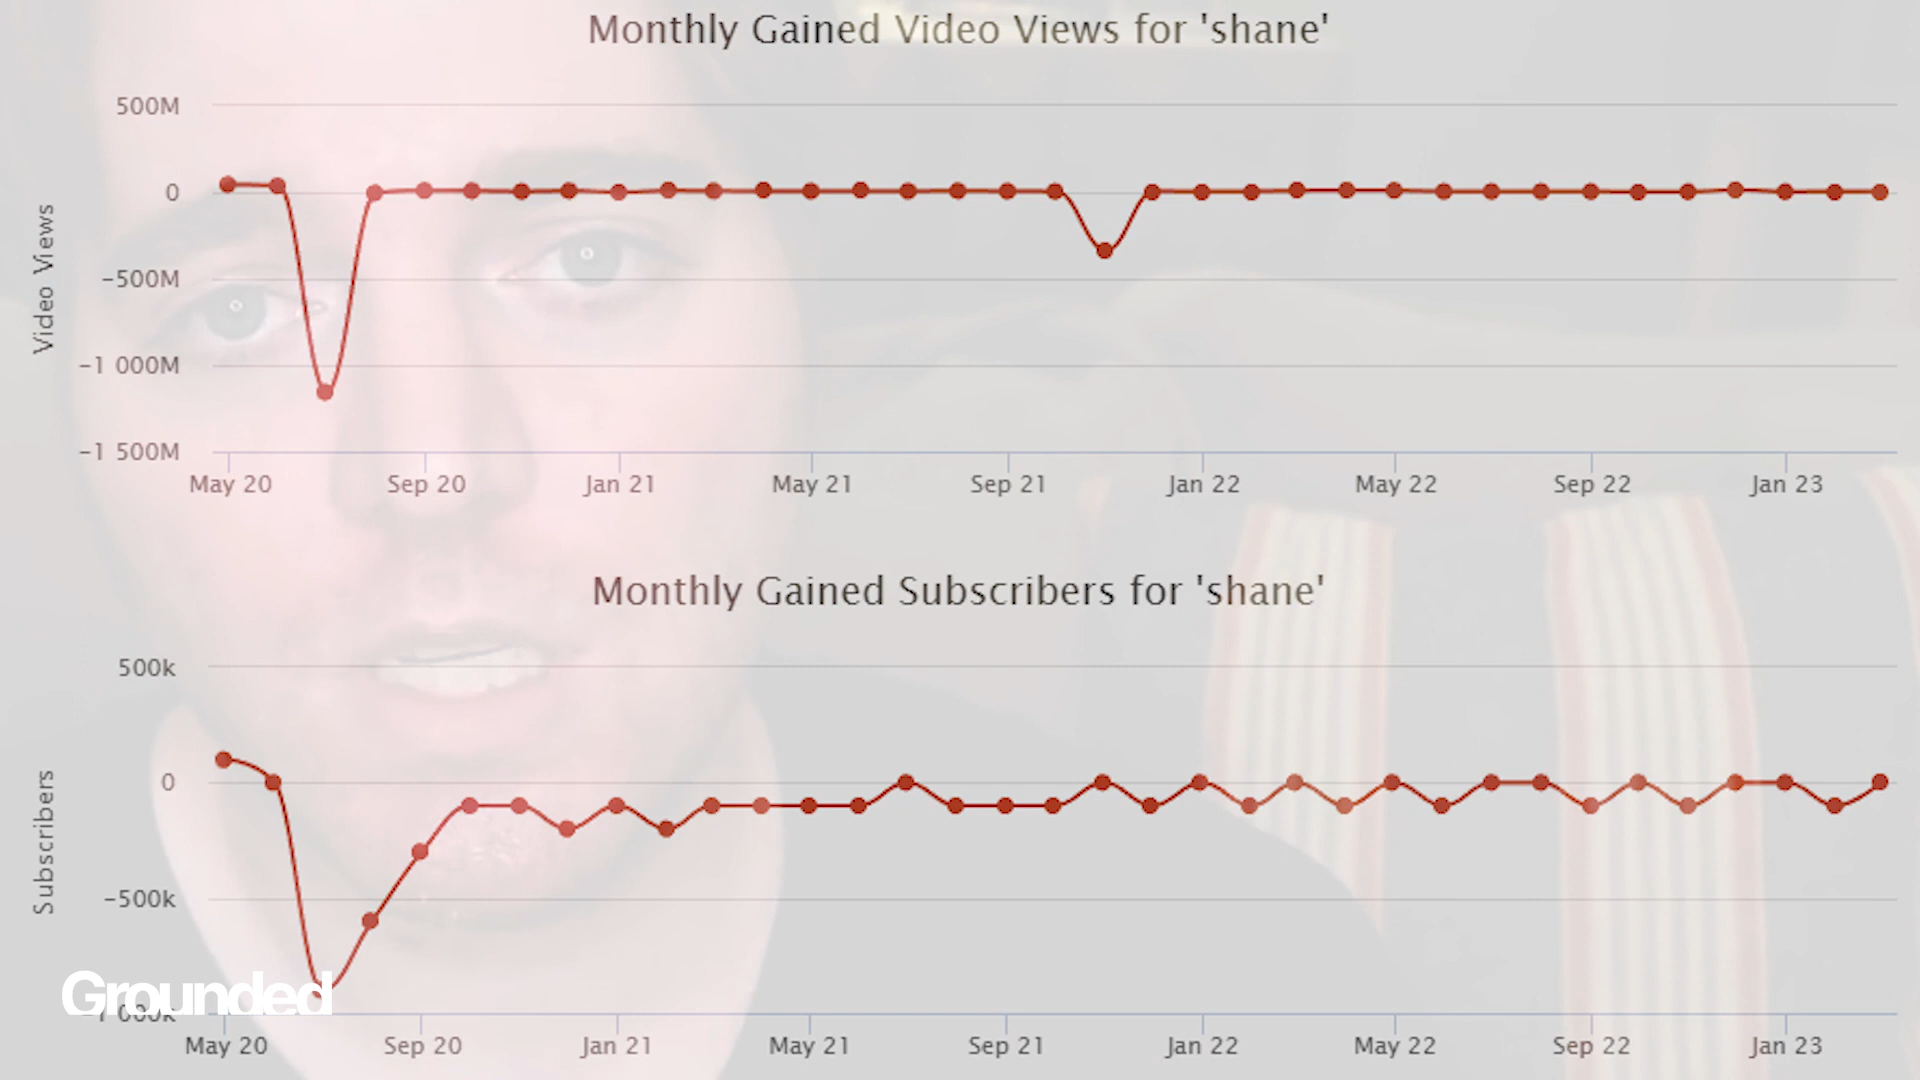 Monthly Gained Video Views for 'shane'
500M
0
−500M
−1 000M
−1 500M
Video Views
May 20 Sep 20 Jan 21 May 21 Sep 21 Jan 22 May 22 Sep 22 Jan 23
Monthly Gained Subscribers for 'shane'
500k
0
−500k
−1 000k
Subscribers
Grounded
May 20 Sep 20 Jan 21 May 21 Sep 21 Jan 22 May 22 Sep 22 Jan 23